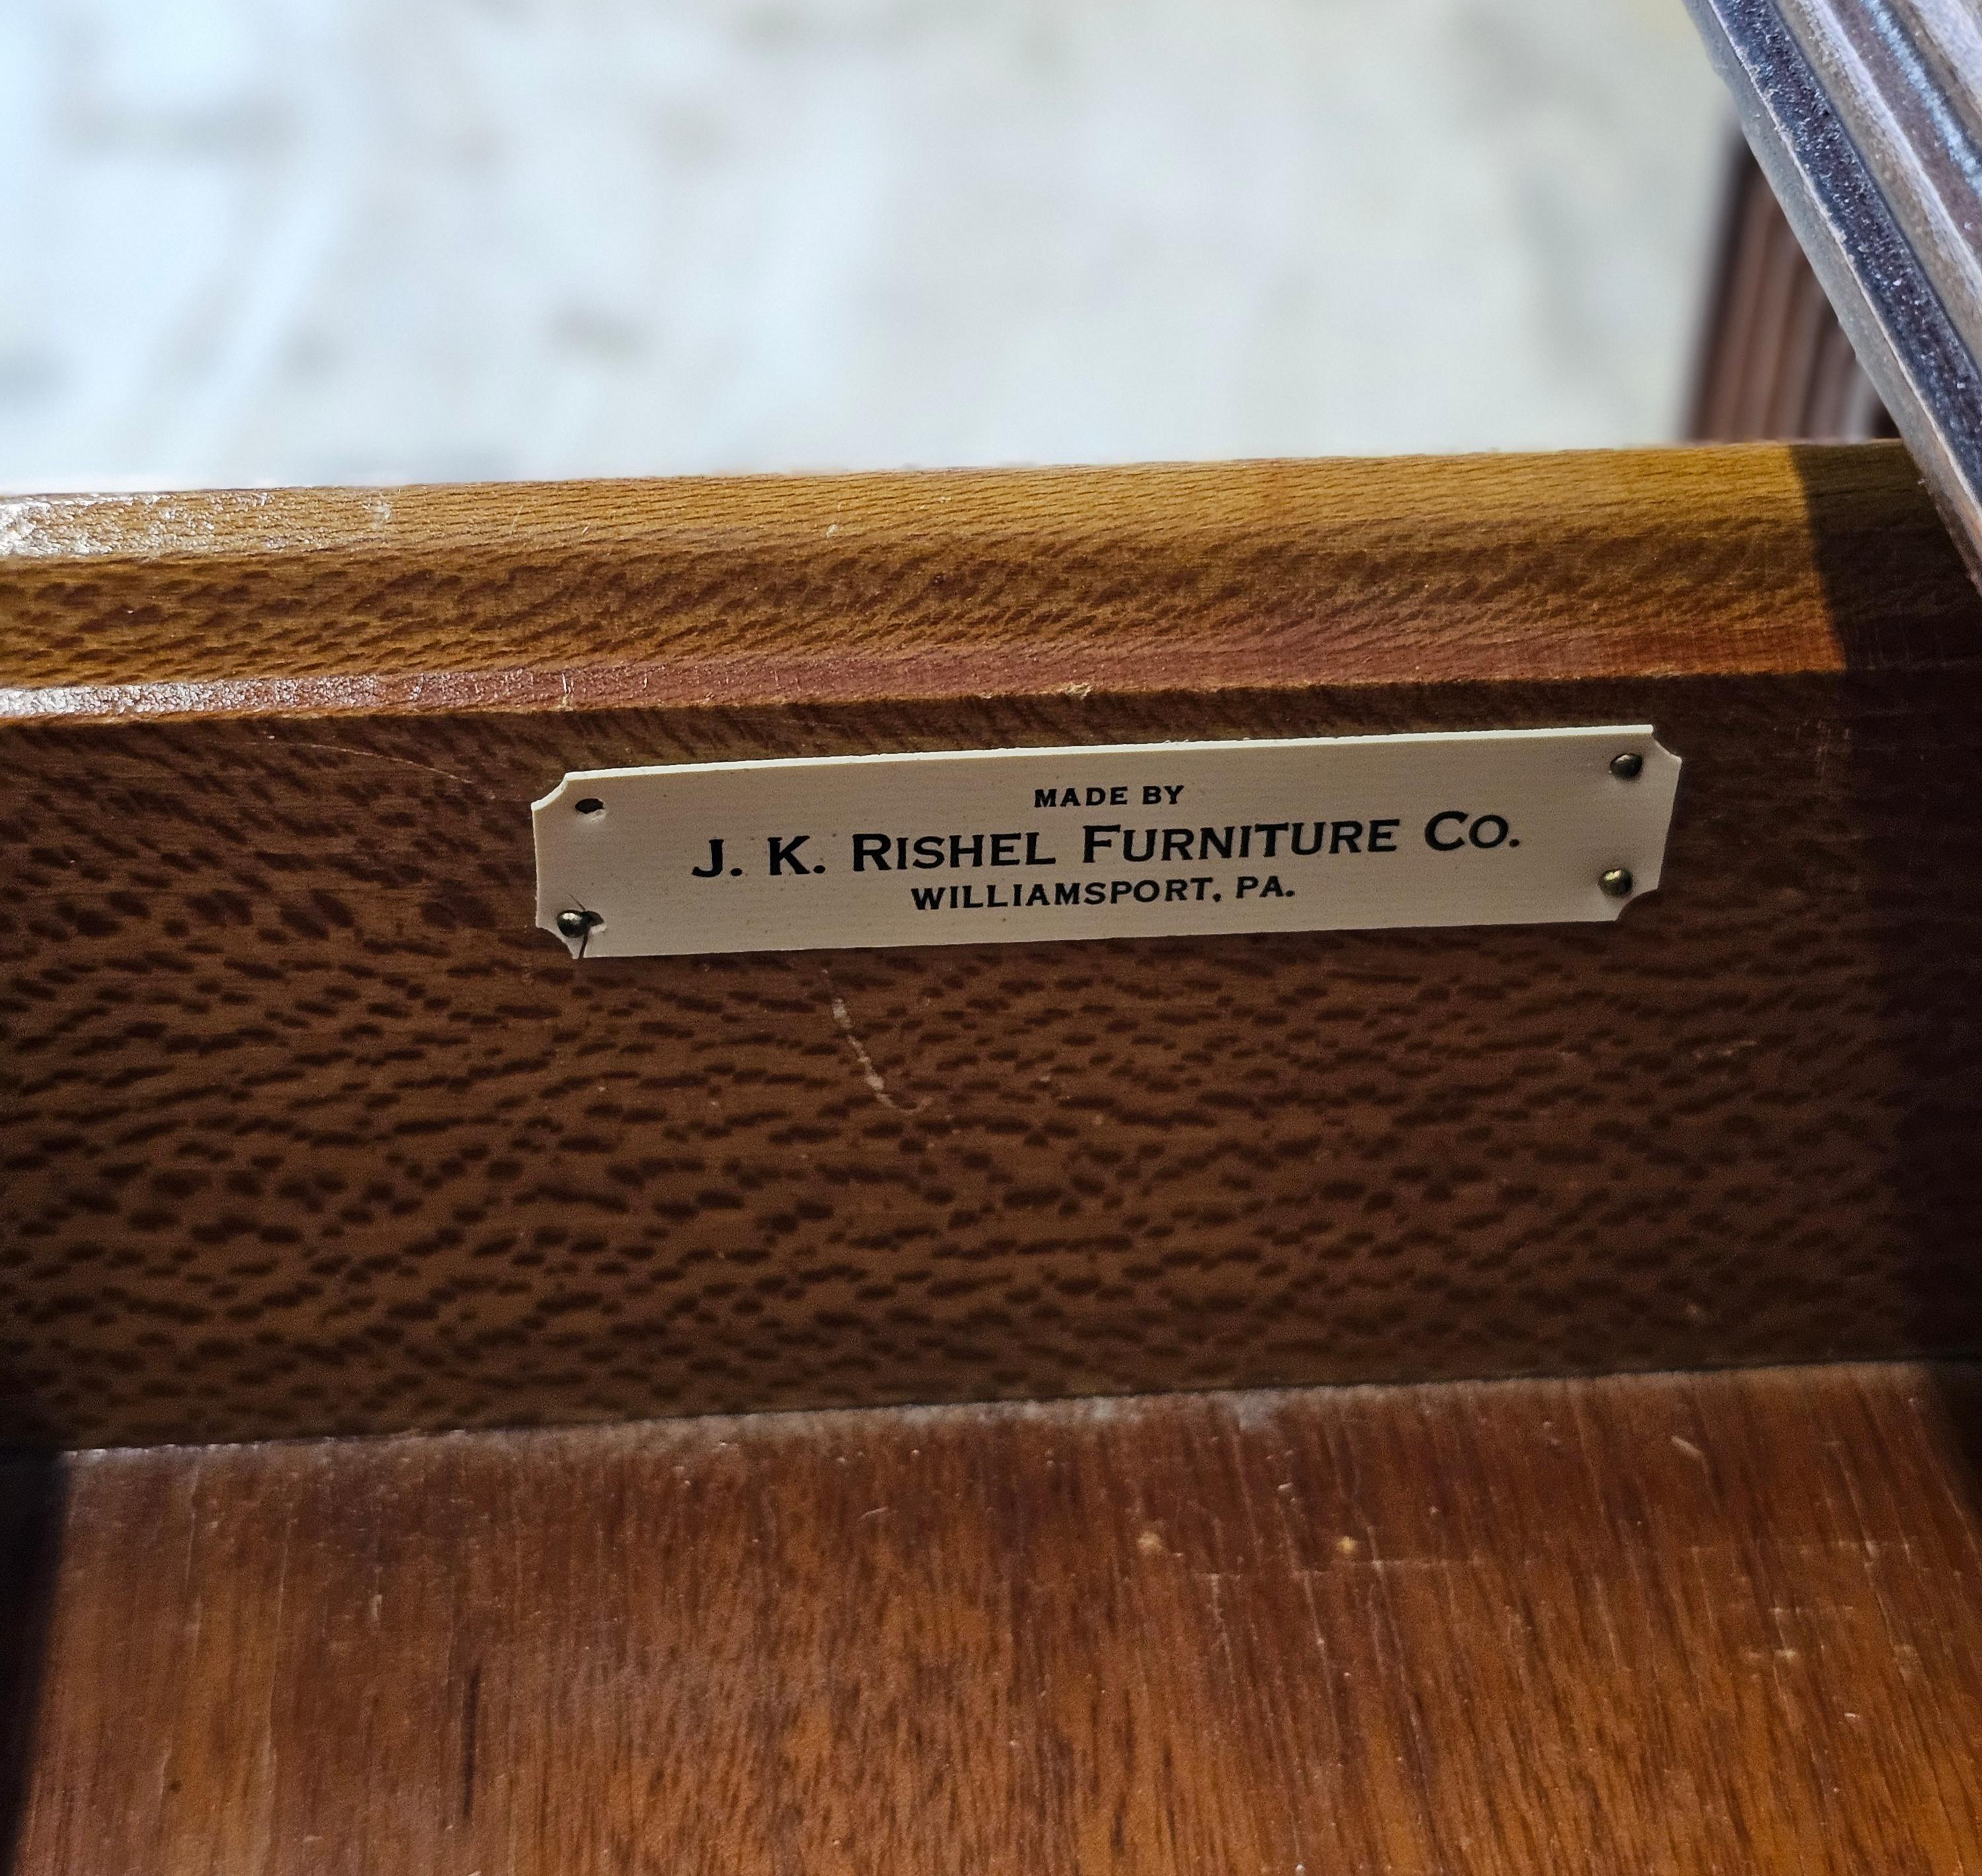 MADE BY
J. K. RISHEL FURNITURE CO.
WILLIAMSPORT, PA.